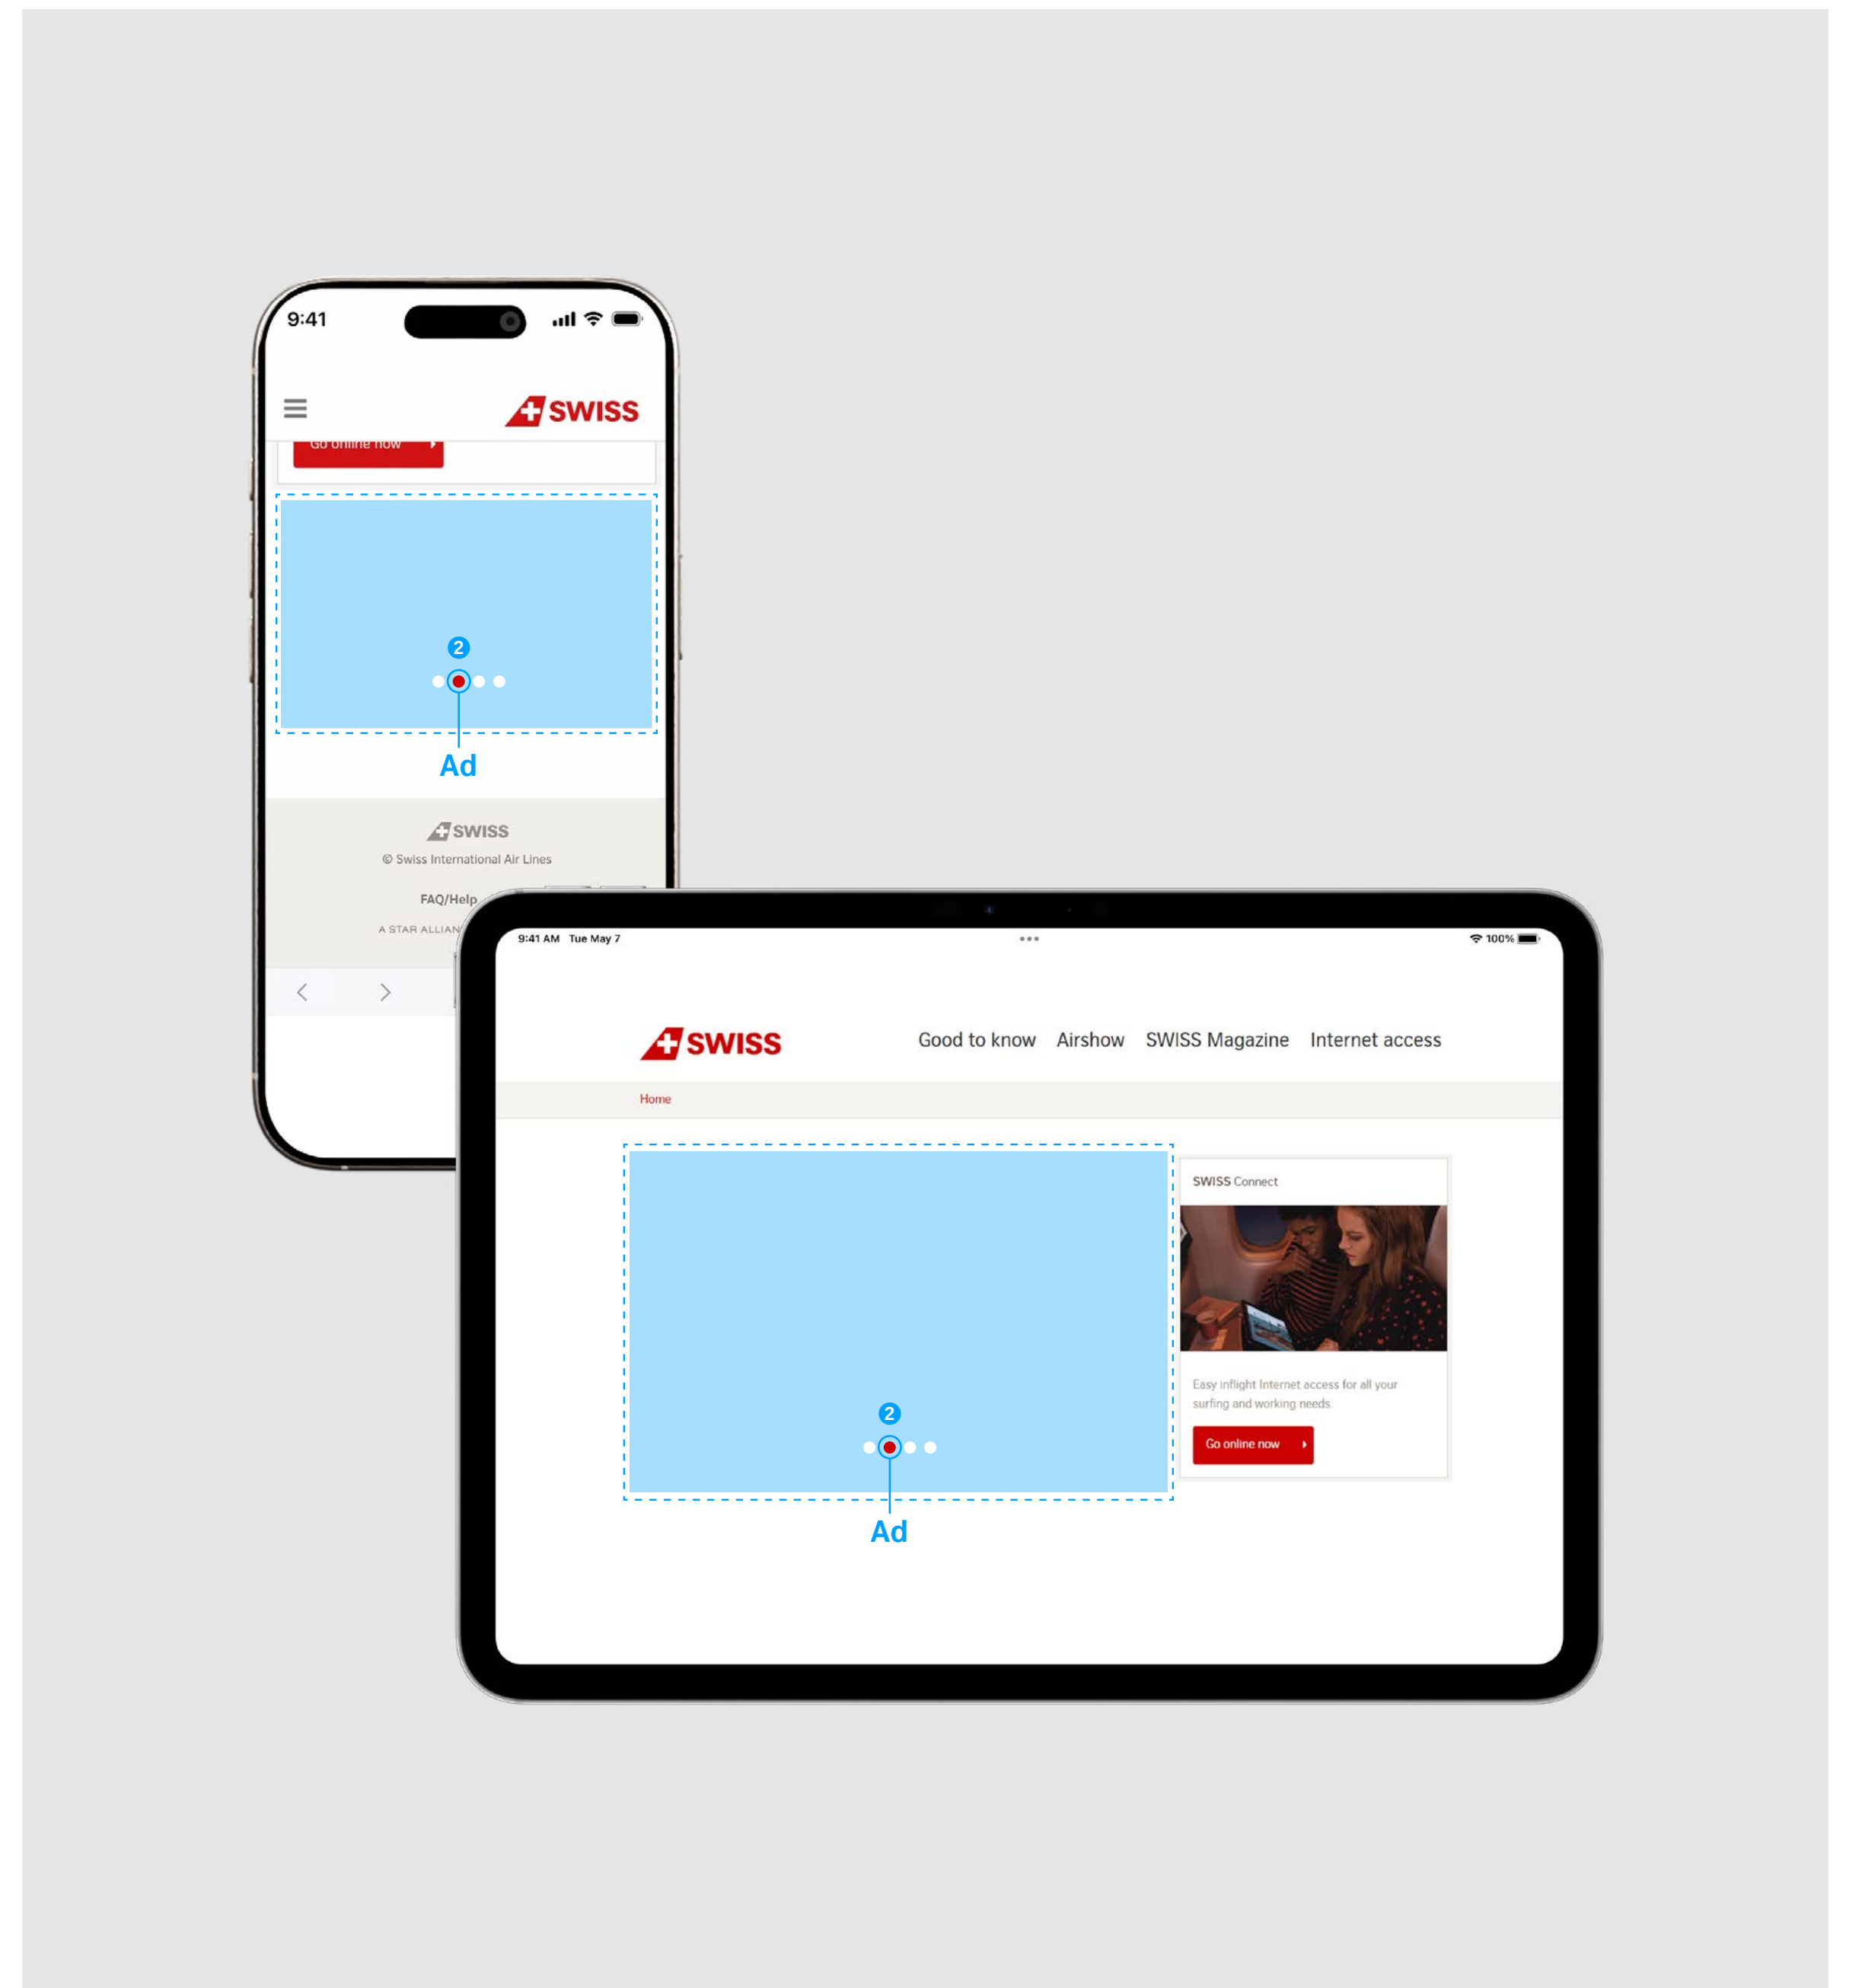 9:41
SWISS
Go online now
2
Ad
SWISS
© Swiss International Air Lines
FAQ/Help
A STAR ALLIAN
9:41 AM Tue May 7
100%
SWISS
Good to know Airshow SWISS Magazine Internet access
Home
SWISS Connect
Easy inflight Internet access for all your
surfing and working needs.
Go online now
2
Ad